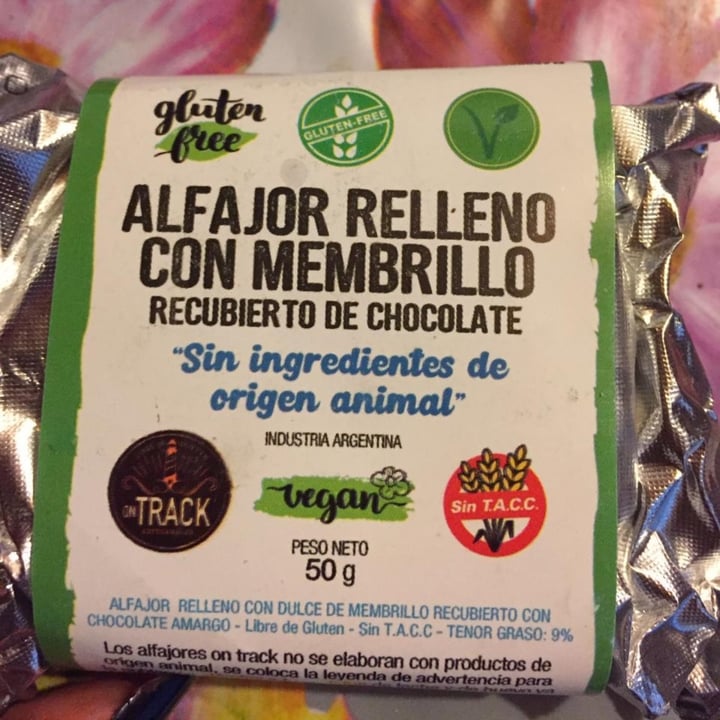 gluten
free
GLUTEN-FREE
V
ALFAJOR RELLENO
CON MEMBRILLO
RECUBIERTO DE CHOCOLATE
"Sin ingredientes de
origen animal"
INDUSTRIA ARGENTINA
ON TRACK
vegan
Sin T.A.C.C.
PESO NETO
50 g
ALFAJOR RELLENO CON DULCE DE MEMBRILLO RECUBIERTO CON
CHOCOLATE AMARGO - Libre de Gluten - Sin T.A.C.C - TENOR GRASO: 9%
Los alfajores on track no se elaboran con productos de
origen animal, se coloca la leyenda de advertencia para